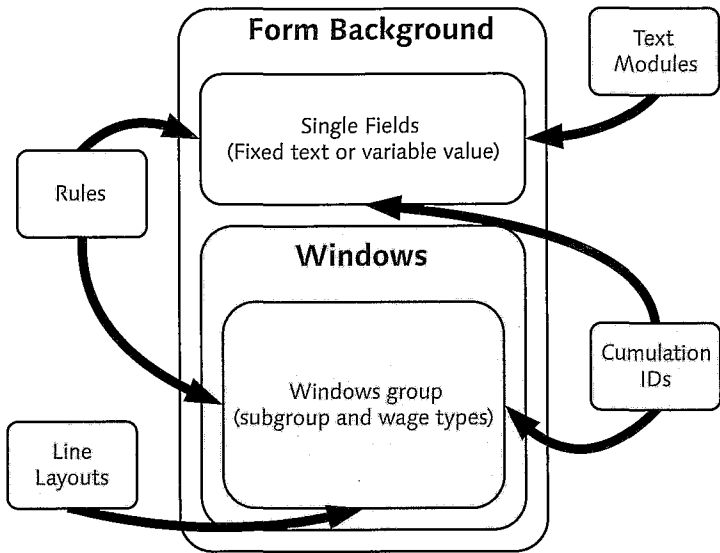 Form Background
Text
Modules
Single Fields
(Fixed text or variable value)
Rules
Windows
Cumulation
IDs
Windows group
(subgroup and wage types)
Line
Layouts